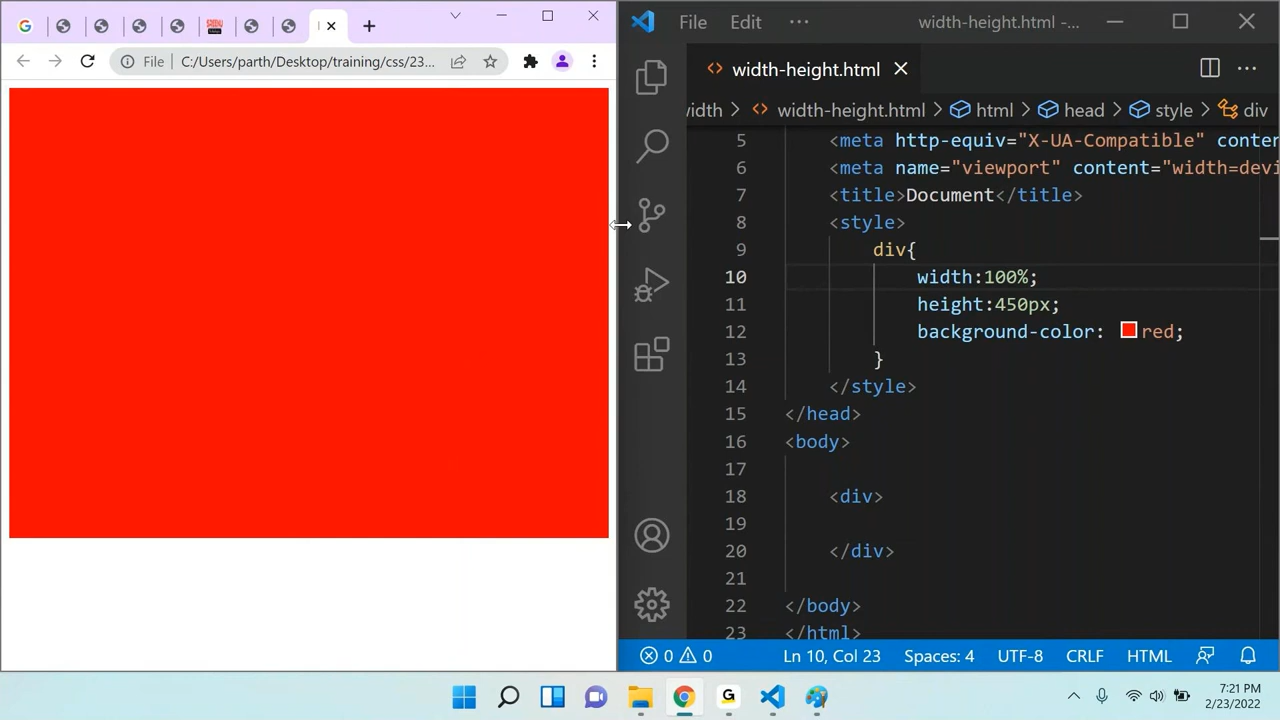 File C:/Users/parth/Desktop/training/css/23...
File Edit ··· width-height.html -...
width-height.html
width > width-height.html > html > head > style > div
5 <meta http-equiv="X-UA-Compatible" conten
6 <meta name="viewport" content="width=devi
7 <title>Document</title>
8 <style>
9 div{
10 width:100%;
11 height:450px;
12 background-color: red;
13 }
14 </style>
15 </head>
16 <body>
17
18 <div>
19
20 </div>
21
22 </body>
23 </html>
0 0 Ln 10, Col 23 Spaces: 4 UTF-8 CRLF HTML
7:21 PM
2/23/2022